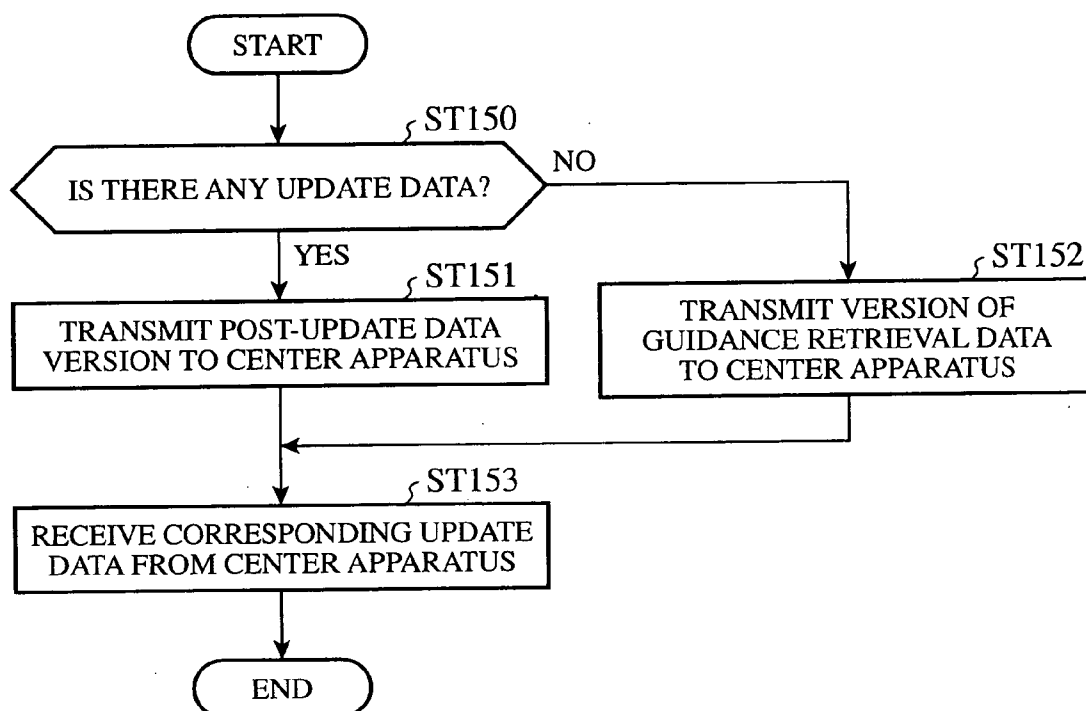 START
ST150
IS THERE ANY UPDATE DATA?
NO
YES
ST151
TRANSMIT POST-UPDATE DATA
VERSION TO CENTER APPARATUS
ST152
TRANSMIT VERSION OF
GUIDANCE RETRIEVAL DATA
TO CENTER APPARATUS
ST153
RECEIVE CORRESPONDING UPDATE
DATA FROM CENTER APPARATUS
END